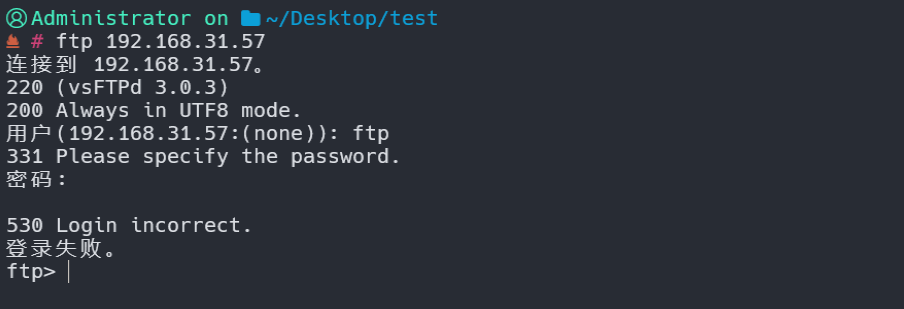 Administrator on ~/Desktop/test
# ftp 192.168.31.57
连接到 192.168.31.57。
220 (vsFTPd 3.0.3)
200 Always in UTF8 mode.
用户(192.168.31.57:(none)): ftp
331 Please specify the password.
密码:
530 Login incorrect.
登录失败。
ftp>